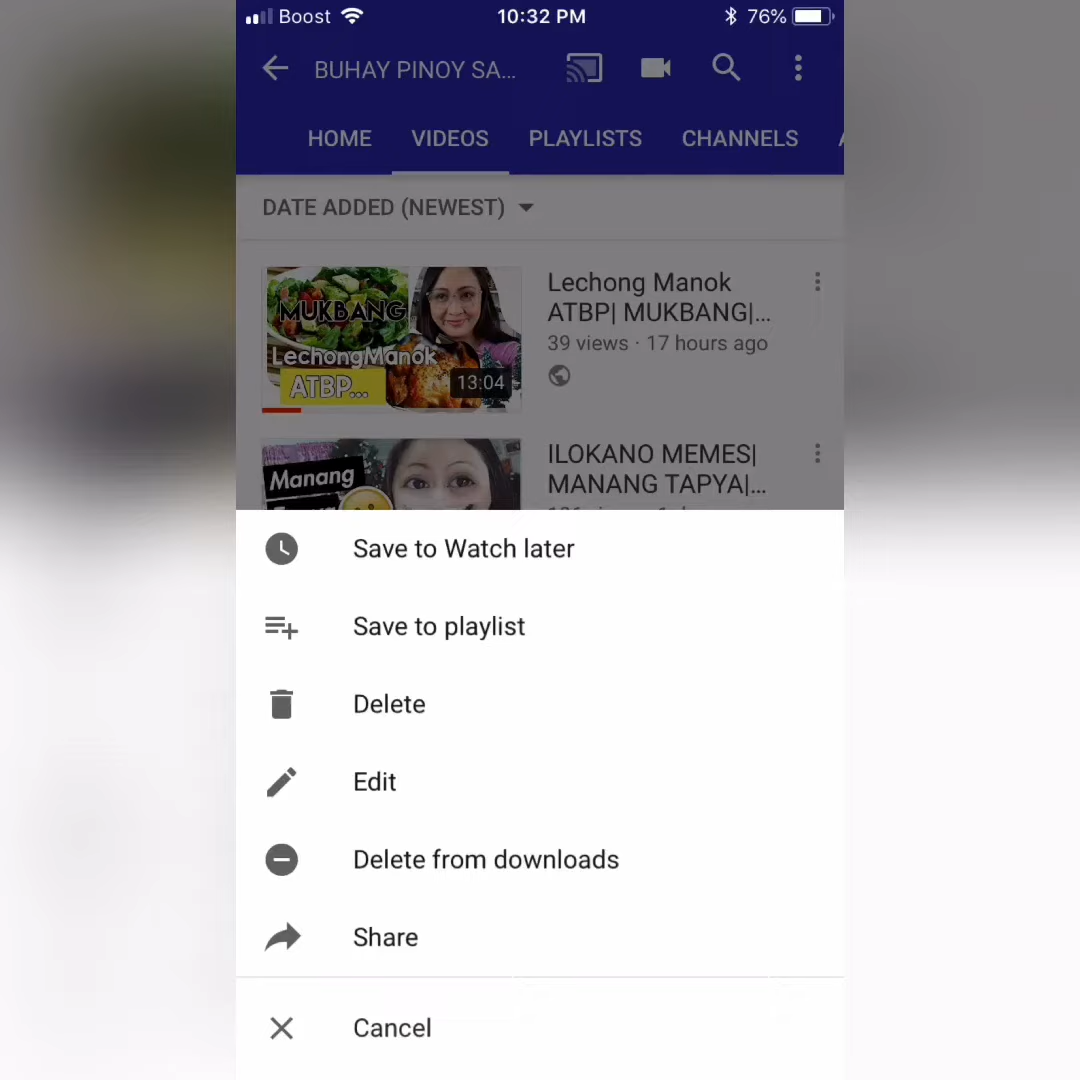 Boost 10:32 PM 76%
BUHAY PINOY SA...
HOME VIDEOS PLAYLISTS CHANNELS
DATE ADDED (NEWEST)
MUKBANG
LechongManok
ATBP...
13:04
Lechong Manok
ATBP| MUKBANG|...
39 views · 17 hours ago
Manang
ILOKANO MEMES|
MANANG TAPYA|...
Save to Watch later
Save to playlist
Delete
Edit
Delete from downloads
Share
Cancel